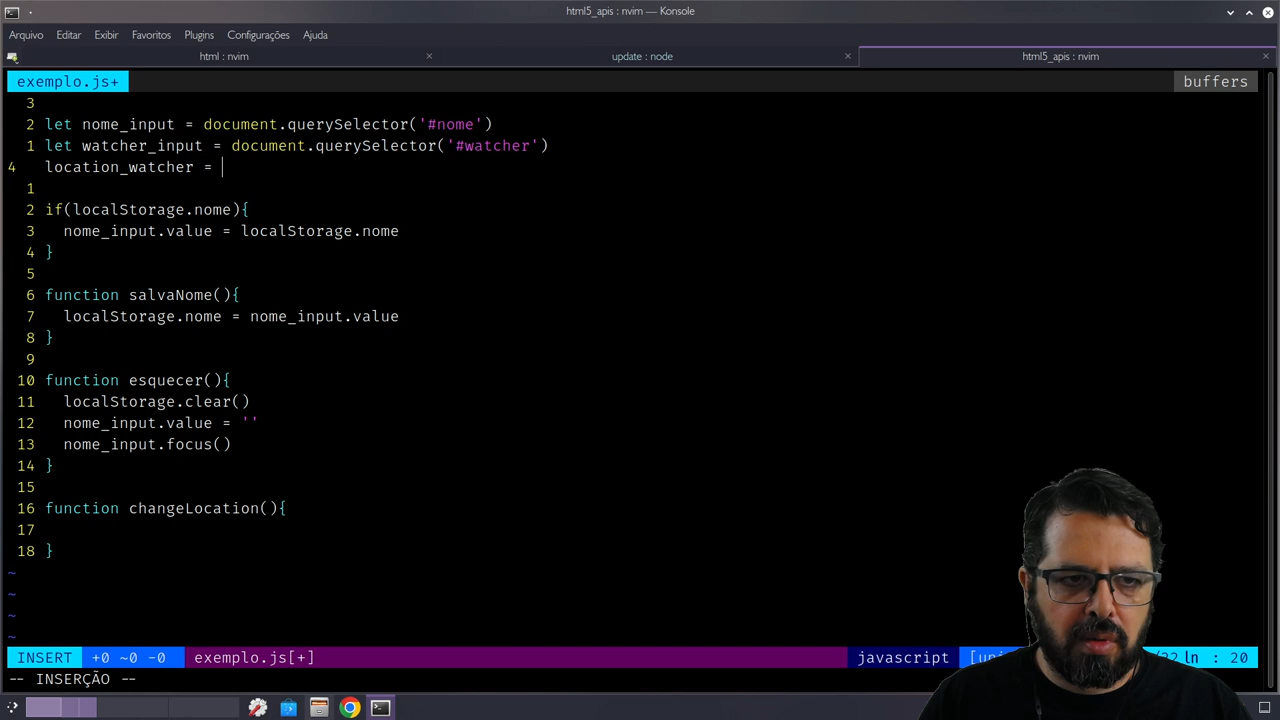 html5_apis : nvim — Konsole
Arquivo Editar Exibir Favoritos Plugins Configurações Ajuda
html : nvim update : node html5_apis : nvim
exemplo.js+ buffers
3
2 let nome_input = document.querySelector('#nome')
1 let watcher_input = document.querySelector('#watcher')
4 location_watcher =
1
2 if(localStorage.nome){
3 nome_input.value = localStorage.nome
4 }
5
6 function salvaNome(){
7 localStorage.nome = nome_input.value
8 }
9
10 function esquecer(){
11 localStorage.clear()
12 nome_input.value = ''
13 nome_input.focus()
14 }
15
16 function changeLocation(){
17
18 }
~
~
~
~
INSERT +0 ~0 -0 exemplo.js[+] javascript ln : 20
-- INSERÇÃO --